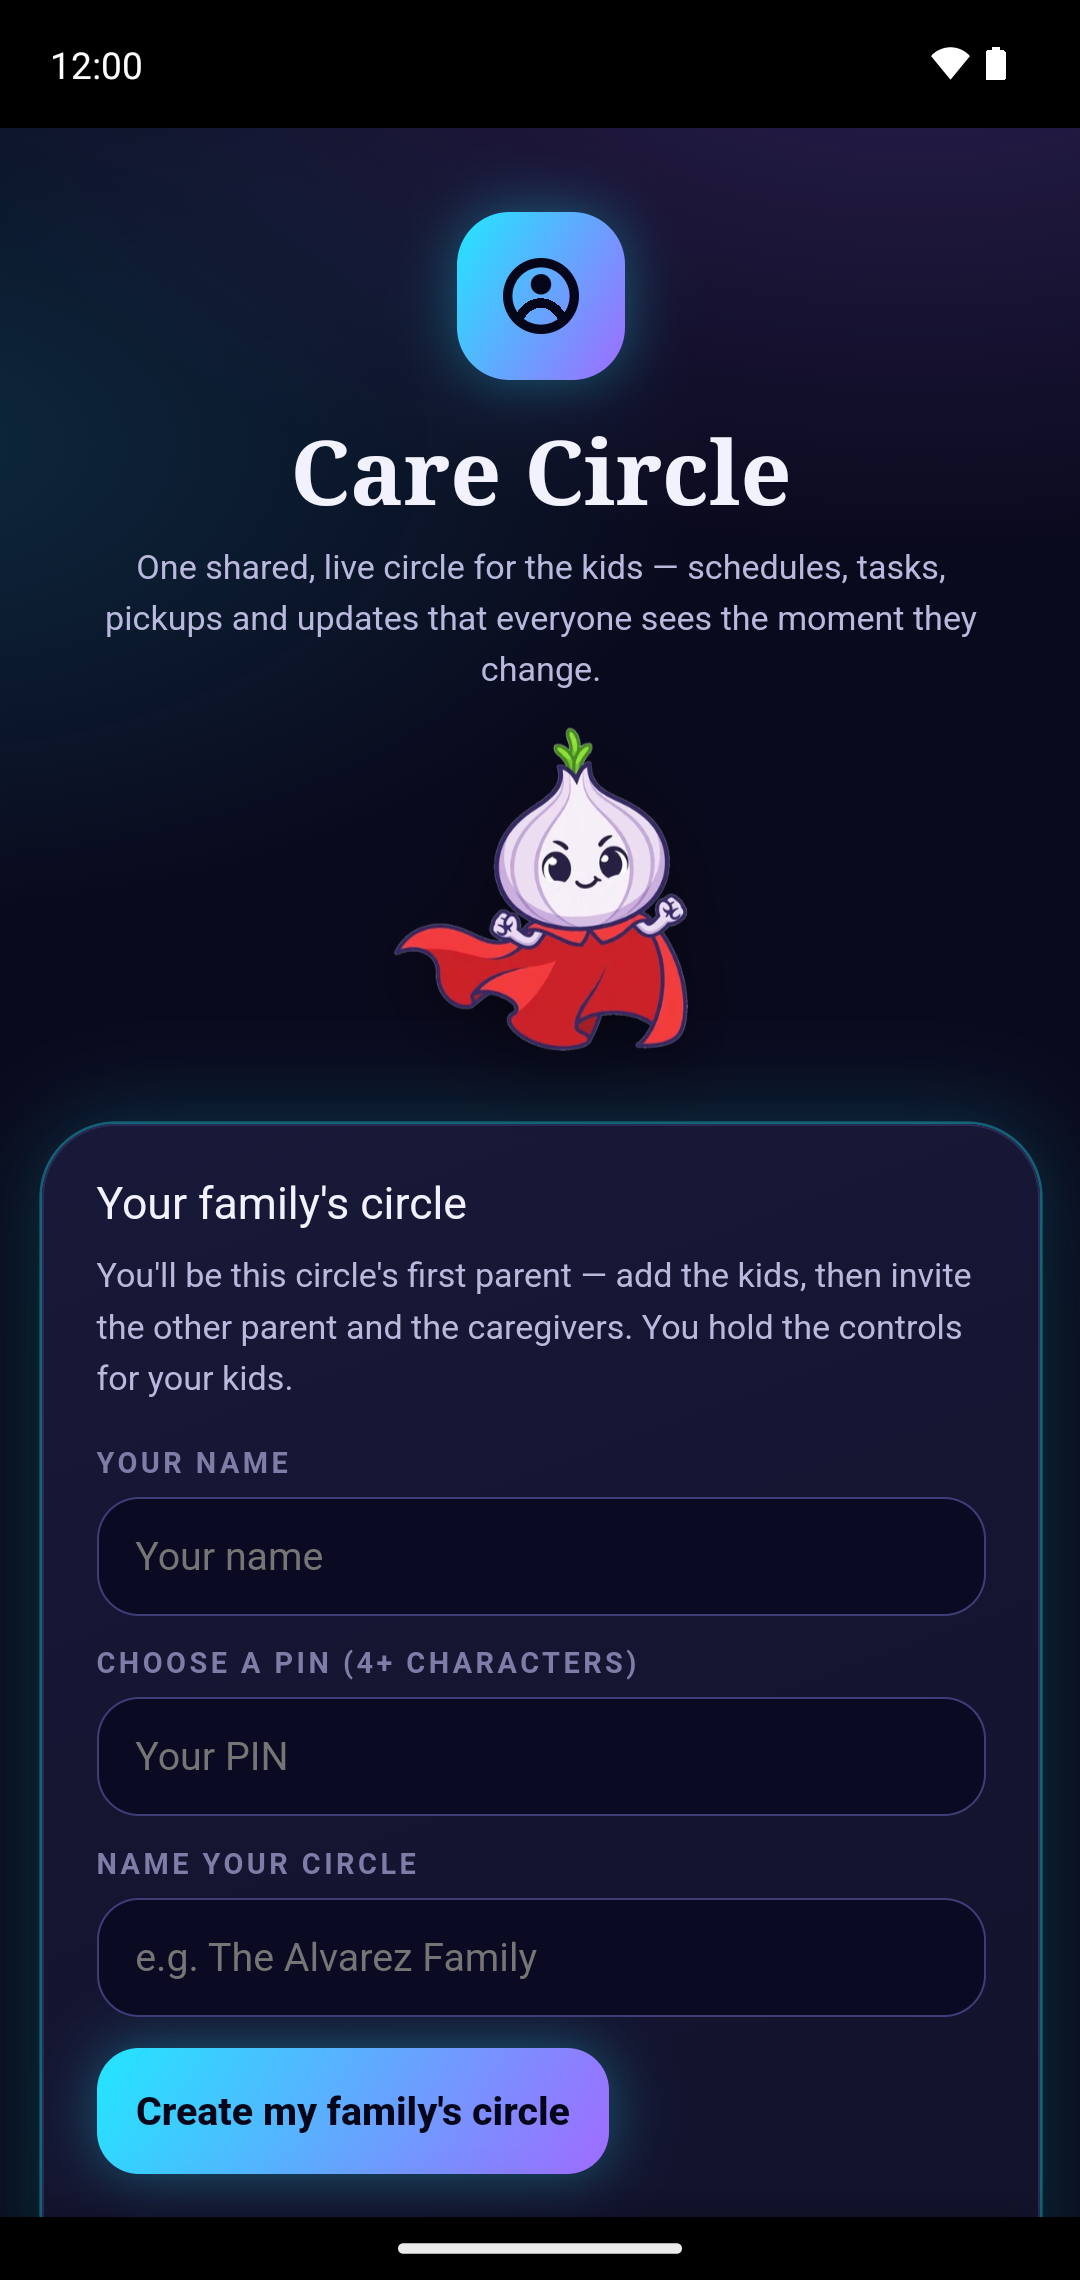 12:00
Care Circle
One shared, live circle for the kids — schedules, tasks,
pickups and updates that everyone sees the moment they
change.
Your family's circle
You'll be this circle's first parent — add the kids, then invite
the other parent and the caregivers. You hold the controls
for your kids.
YOUR NAME
Your name
CHOOSE A PIN (4+ CHARACTERS)
Your PIN
NAME YOUR CIRCLE
e.g. The Alvarez Family
Create my family's circle